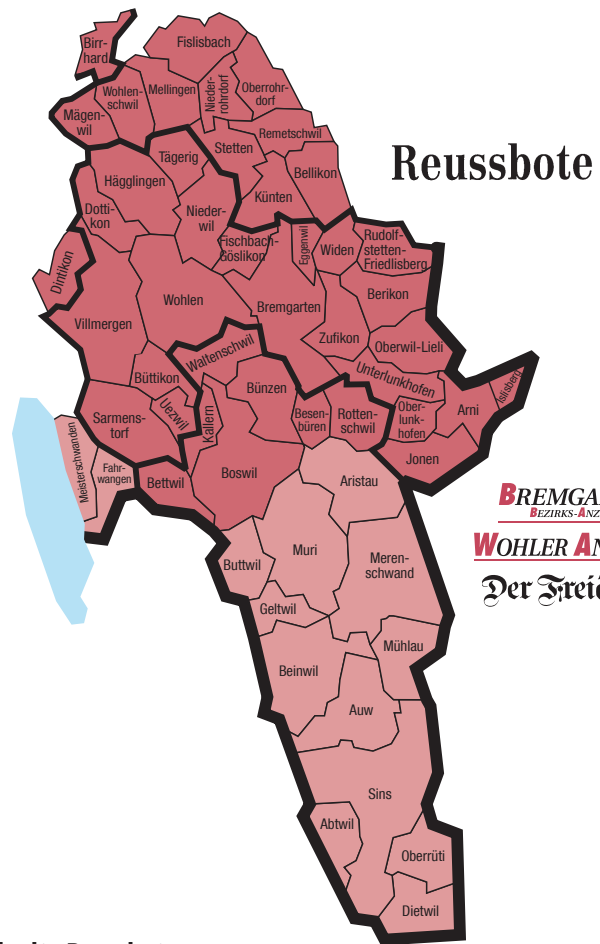 Birr-
hard
Fislisbach
Wohlen-
schwil
Mellingen
Nieder-
rohrdorf
Oberrohr-
dorf
Mägen-
wil
Remetschwil
Tägerig
Stetten
Reussbote
Hägglingen
Bellikon
Künten
Dotti-
kon
Nieder-
wil
Fischbach-
Göslikon
Eggenwil
Widen
Rudolf-
stetten-
Friedlisberg
Dintikon
Wohlen
Berikon
Bremgarten
Villmergen
Zufikon
Oberwil-Lieli
Waltenschwil
Büttikon
Bünzen
Unterlunkhofen
Islisberg
Uezwil
Kallern
Besen-
büren
Rotten-
schwil
Ober-
lunk-
hofen
Arni
Sarmens-
torf
Meisterschwanden
Fahr-
wangen
Bettwil
Boswil
Jonen
Aristau
BREMGA
BEZIRKS-ANZ
WOHLER AN
Der Frei
Muri
Meren-
schwand
Buttwil
Geltwil
Mühlau
Beinwil
Auw
Sins
Abtwil
Oberrüti
Dietwil